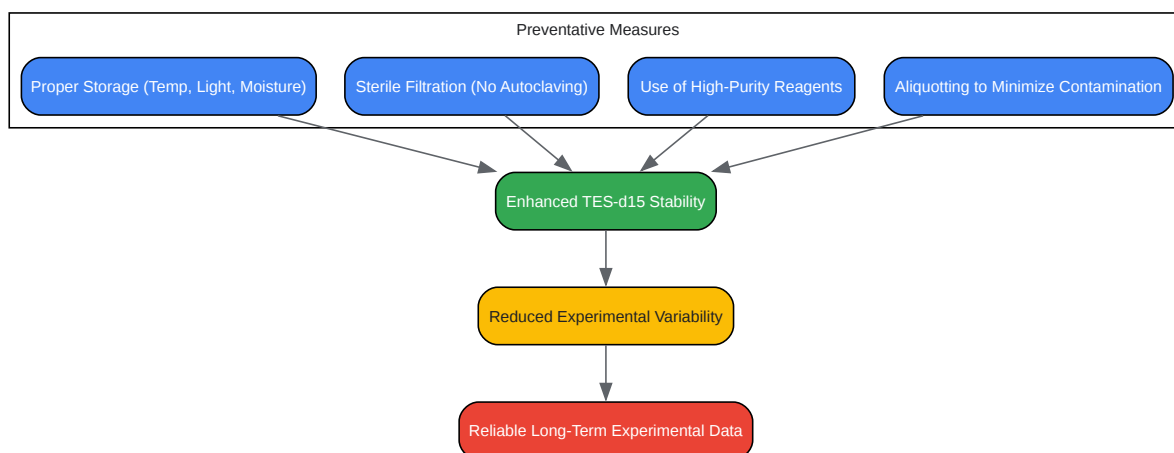 Preventative Measures
Proper Storage (Temp, Light, Moisture)
Sterile Filtration (No Autoclaving)
Use of High-Purity Reagents
Aliquotting to Minimize Contamination
Enhanced TES-d15 Stability
Reduced Experimental Variability
Reliable Long-Term Experimental Data